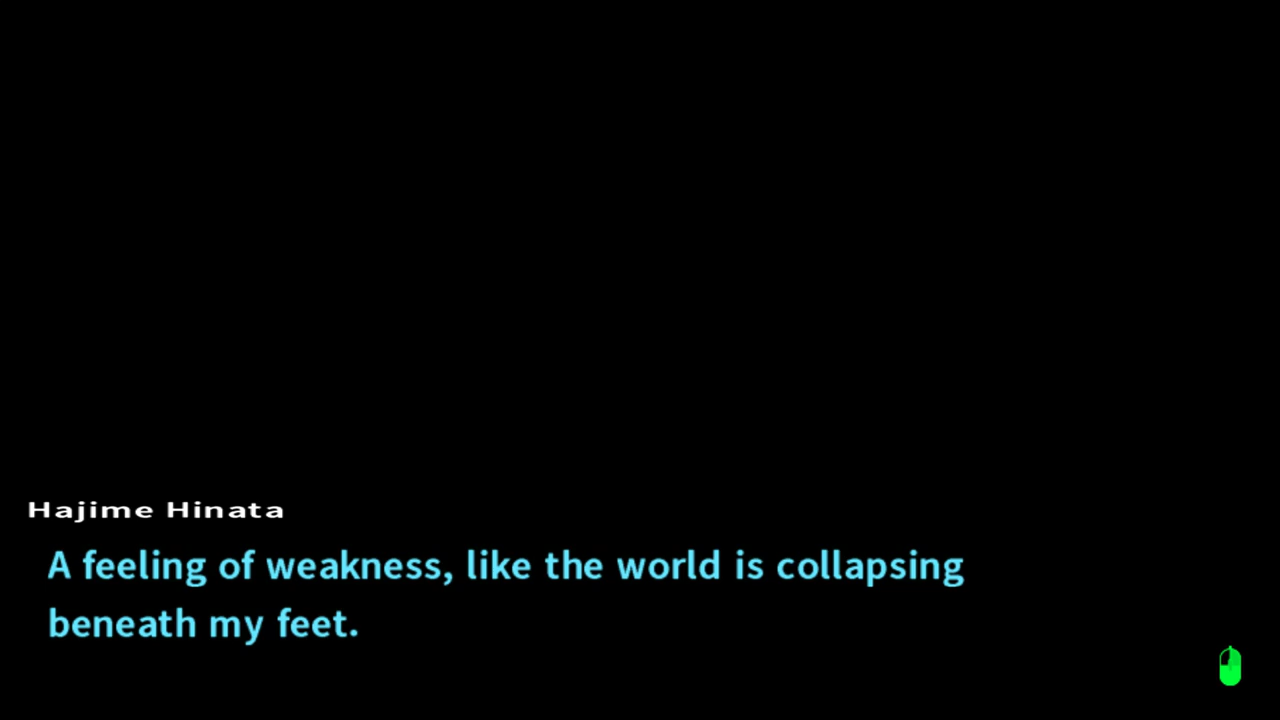 Hajime Hinata
A feeling of weakness, like the world is collapsing
beneath my feet.